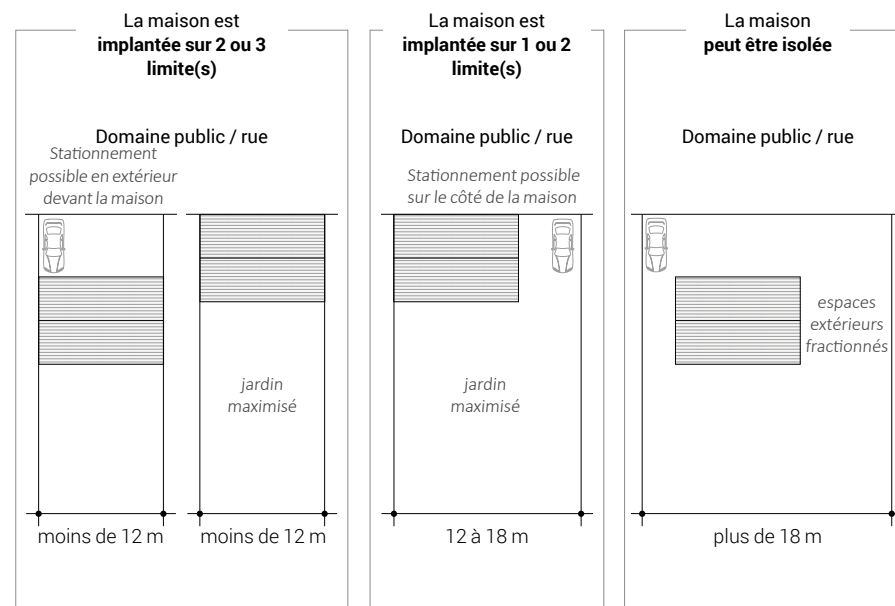 La maison est
implantée sur 2 ou 3
limite(s)
Domaine public / rue
Stationnement
possible en extérieur
devant la maison
jardin
maximisé
moins de 12 m
moins de 12 m
La maison est
implantée sur 1 ou 2
limite(s)
Domaine public / rue
Stationnement possible
sur le côté de la maison
jardin
maximisé
12 à 18 m
La maison
peut être isolée
Domaine public / rue
espaces
extérieurs
fractionnés
plus de 18 m